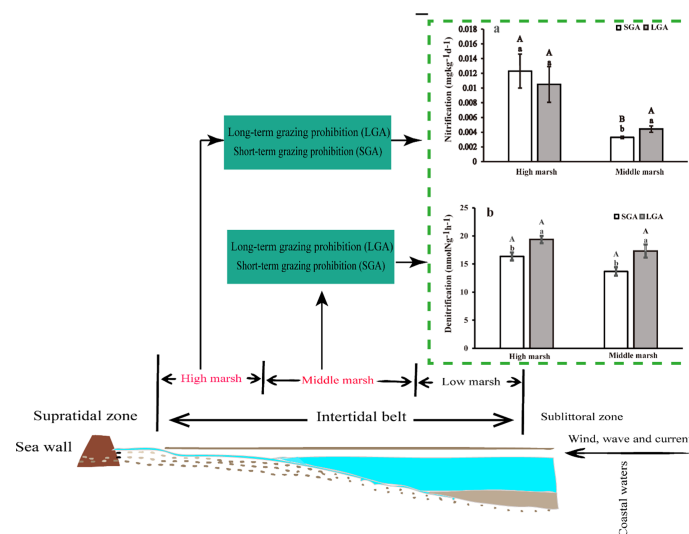 a
SGA LGA
Nitrification (mgkg-1d-1)
0.018
0.016
0.014
0.012
0.01
0.008
0.006
0.004
0.002
0
A
a
A
a
B
b
A
a
High marsh
Middle marsh
Long-term grazing prohibition (LGA)
Short-term grazing prohibition (SGA)
b
SGA LGA
Denitrification (nmolNg-1h-1)
25
20
15
10
5
0
A
b
A
a
A
b
A
a
High marsh
Middle marsh
Long-term grazing prohibition (LGA)
Short-term grazing prohibition (SGA)
High marsh
Middle marsh
Low marsh
Supratidal zone
Intertidal belt
Sublittoral zone
Sea wall
Wind, wave and curren
Coastal waters